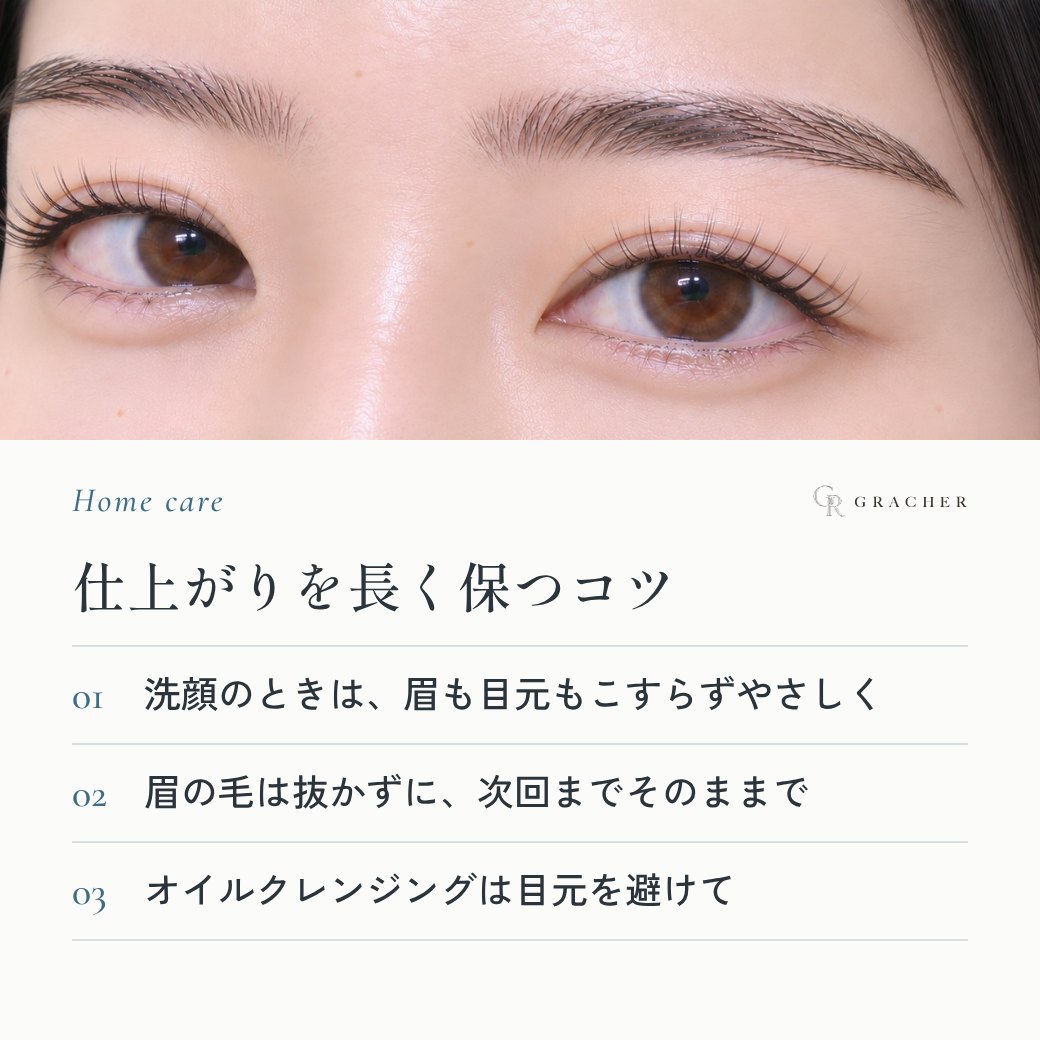 Home care
GR GRACHER
仕上がりを長く保つコツ
01 洗顔のときは、眉も目元もこすらずやさしく
02 眉の毛は抜かずに、次回までそのままで
03 オイルクレンジングは目元を避けて